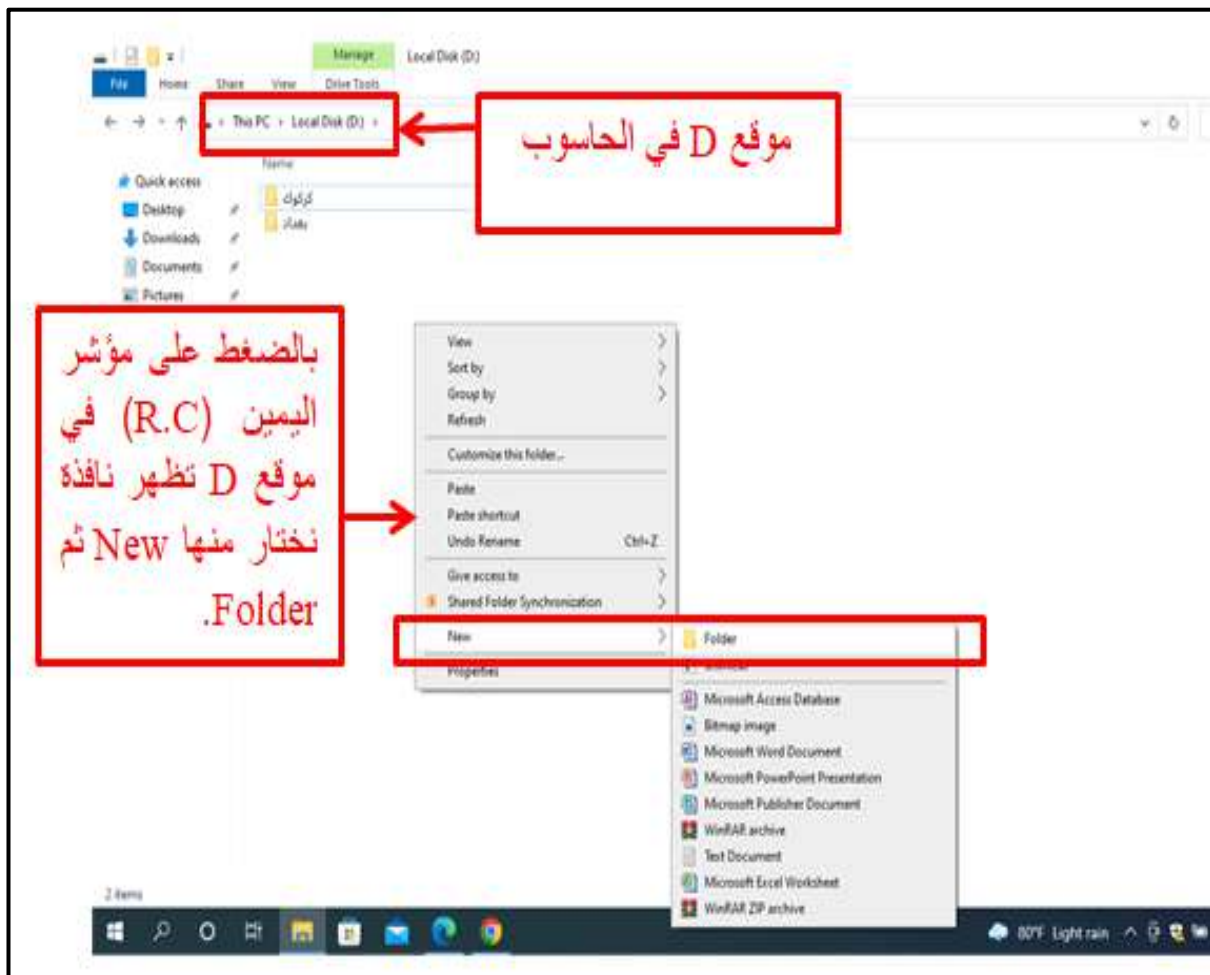 Manage Local Disk (D:)
File Home Share View Drive Tools
This PC › Local Disk (D:) ›
موقع D في الحاسوب
Name
Quick access
كركوك
Desktop
بغداد
Downloads
Documents
Pictures
بالضغط على مؤشر
اليمين (R.C) في
موقع D تظهر نافذة
نختار منها New ثم
Folder.
View
Sort by
Group by
Refresh
Customize this folder...
Paste
Paste shortcut
Undo Rename Ctrl+Z
Give access to
Shared Folder Synchronization
New
Properties
Folder
Microsoft Access Database
Bitmap image
Microsoft Word Document
Microsoft PowerPoint Presentation
Microsoft Publisher Document
WinRAR archive
Text Document
Microsoft Excel Worksheet
WinRAR ZIP archive
2 items
80°F Light rain